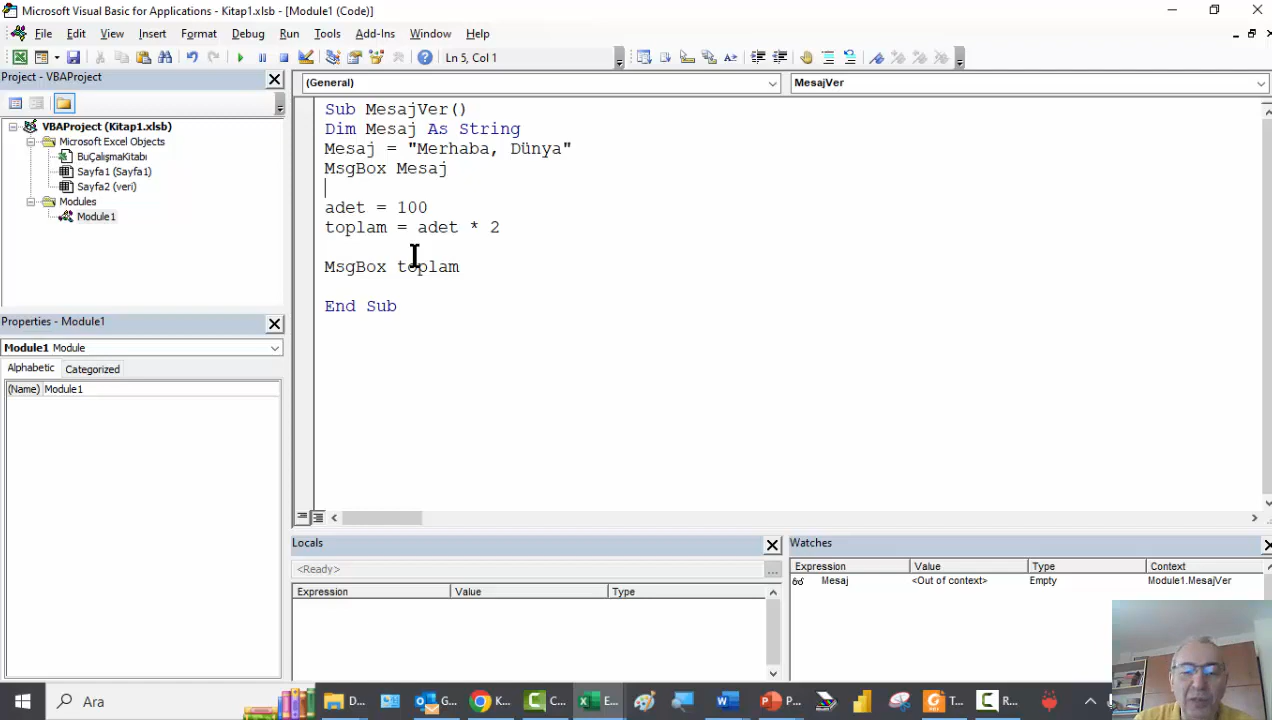 Microsoft Visual Basic for Applications - Kitap1.xlsb - [Module1 (Code)]
File Edit View Insert Format Debug Run Tools Add-Ins Window Help
Ln 5, Col 1
Project - VBAProject
(General)
MesajVer
VBAProject (Kitap1.xlsb)
Microsoft Excel Objects
BuÇalışmaKitabı
Sayfa1 (Sayfa1)
Sayfa2 (veri)
Modules
Module1
Sub MesajVer()
Dim Mesaj As String
Mesaj = "Merhaba, Dünya"
MsgBox Mesaj
adet = 100
toplam = adet * 2
MsgBox toplam
End Sub
Properties - Module1
Module1 Module
Alphabetic Categorized
(Name) Module1
Locals
<Ready>
...
Expression Value Type
Watches
Expression Value Type Context
Mesaj <Out of context> Empty Module1.MesajVer
Ara
D... G... K... C... E... P... T... R...